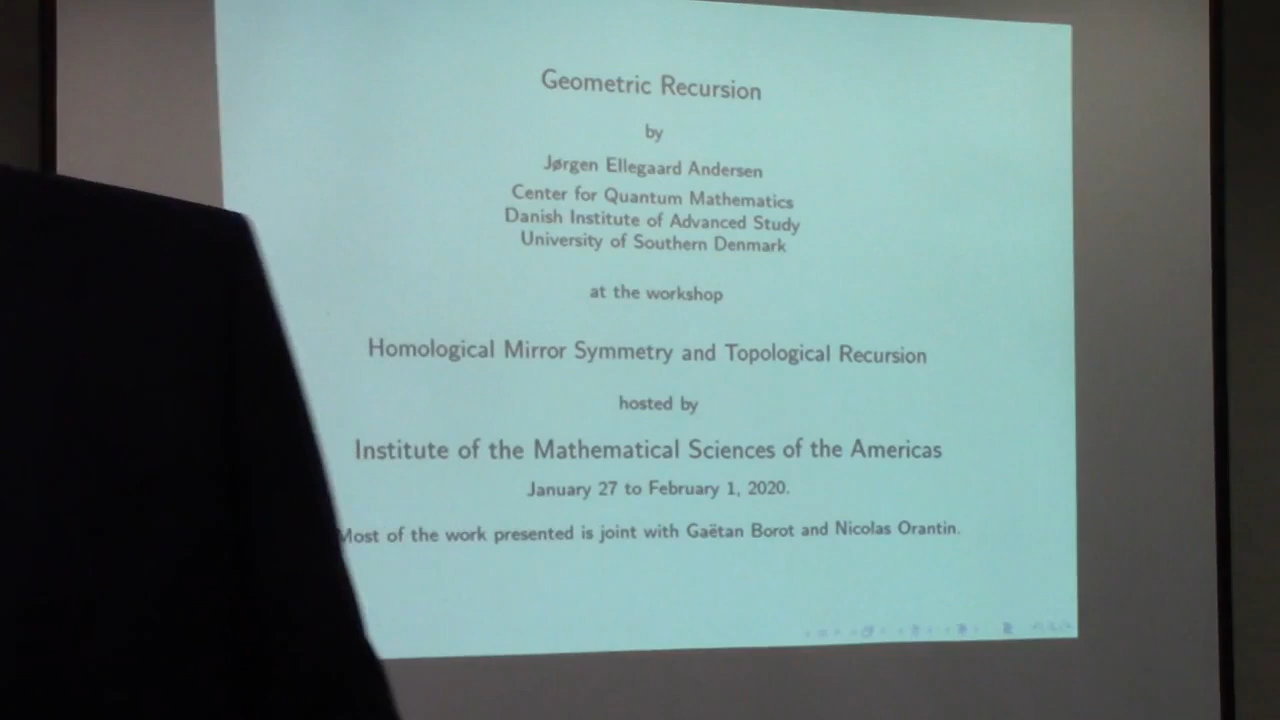 Geometric Recursion
by
Jørgen Ellegaard Andersen
Center for Quantum Mathematics
Danish Institute of Advanced Study
University of Southern Denmark
at the workshop
Homological Mirror Symmetry and Topological Recursion
hosted by
Institute of the Mathematical Sciences of the Americas
January 27 to February 1, 2020.
Most of the work presented is joint with Gaëtan Borot and Nicolas Orantin.